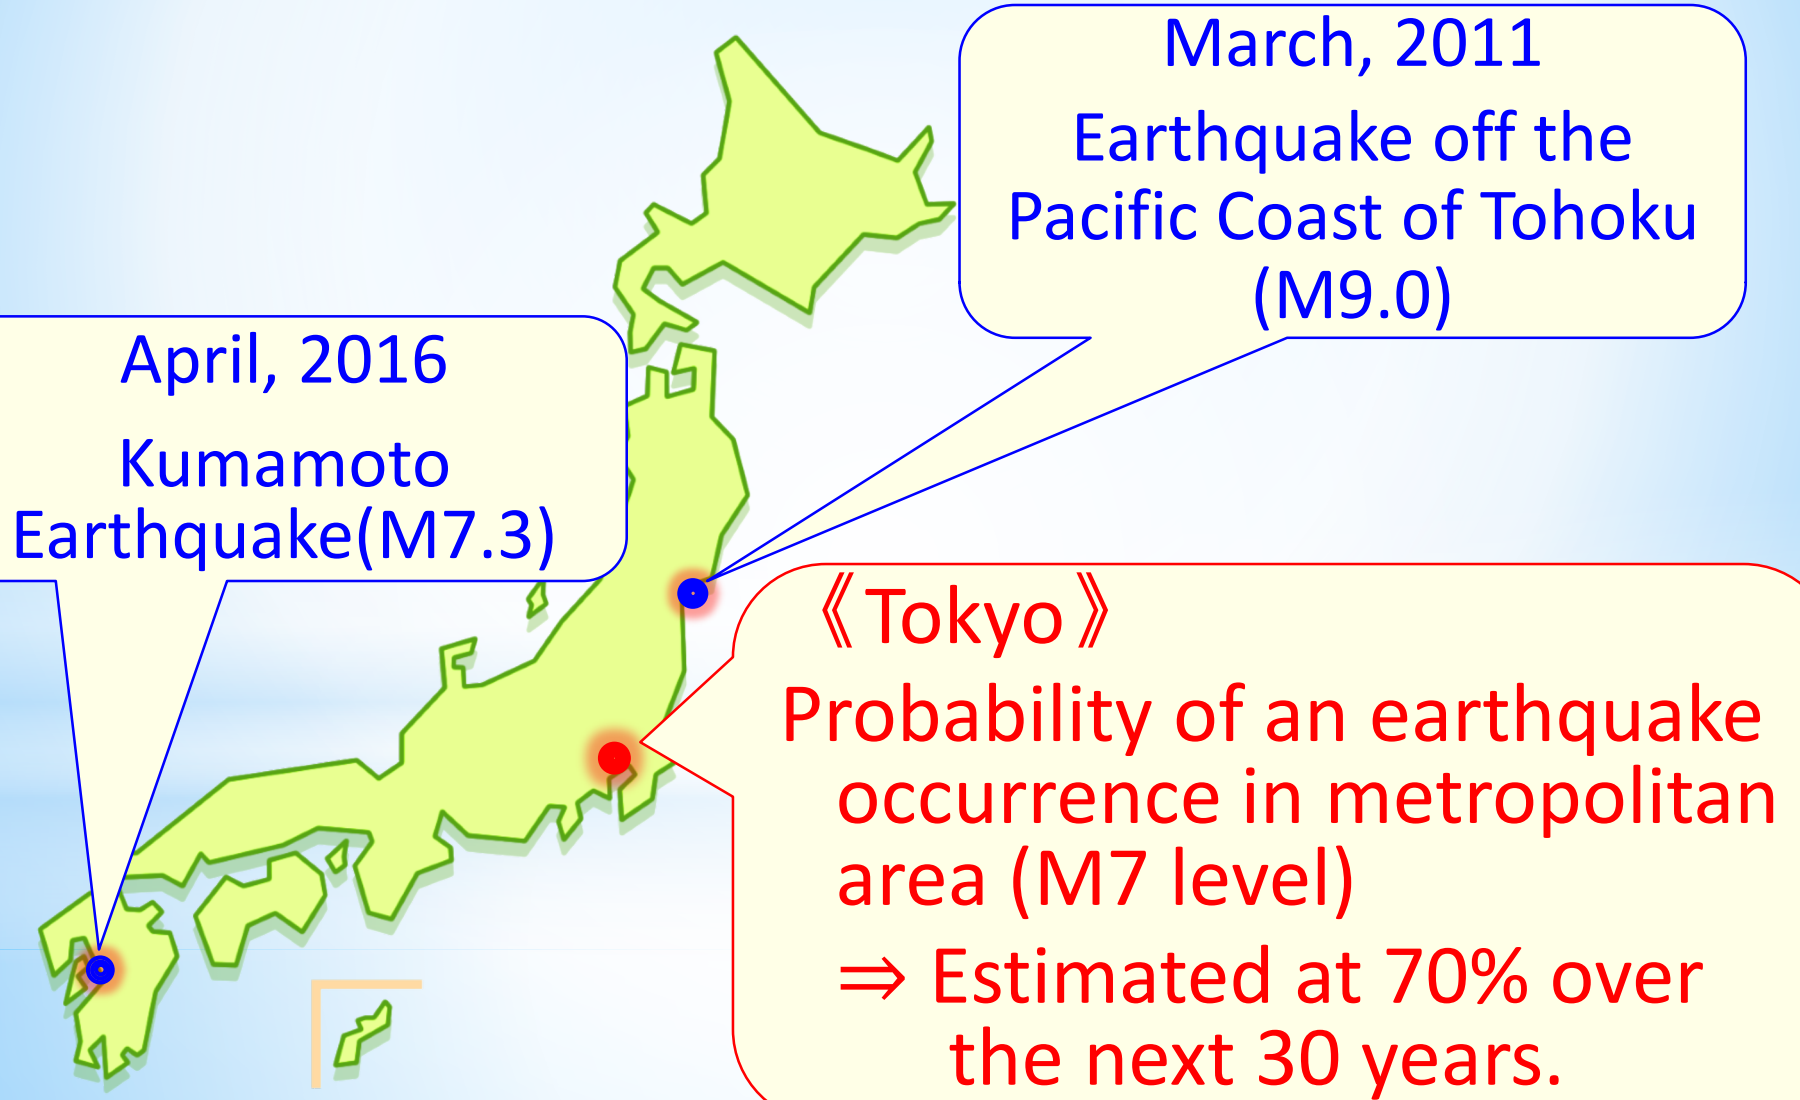 March, 2011
Earthquake off the
Pacific Coast of Tohoku
(M9.0)
April, 2016
Kumamoto
Earthquake(M7.3)
《Tokyo》
Probability of an earthquake
occurrence in metropolitan
area (M7 level)
⇒ Estimated at 70% over
the next 30 years.